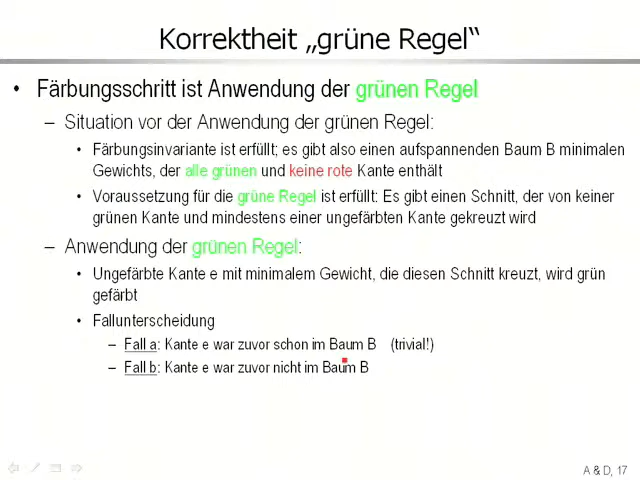 Korrektheit „grüne Regel“
• Färbungsschritt ist Anwendung der grünen Regel
– Situation vor der Anwendung der grünen Regel:
• Färbungsinvariante ist erfüllt; es gibt also einen aufspannenden Baum B minimalen
Gewichts, der alle grünen und keine rote Kante enthält
• Voraussetzung für die grüne Regel ist erfüllt: Es gibt einen Schnitt, der von keiner
grünen Kante und mindestens einer ungefärbten Kante gekreuzt wird
– Anwendung der grünen Regel:
• Ungefärbte Kante e mit minimalem Gewicht, die diesen Schnitt kreuzt, wird grün
gefärbt
• Fallunterscheidung
– Fall a: Kante e war zuvor schon im Baum B (trivial!)
– Fall b: Kante e war zuvor nicht im Baum B
A & D, 17